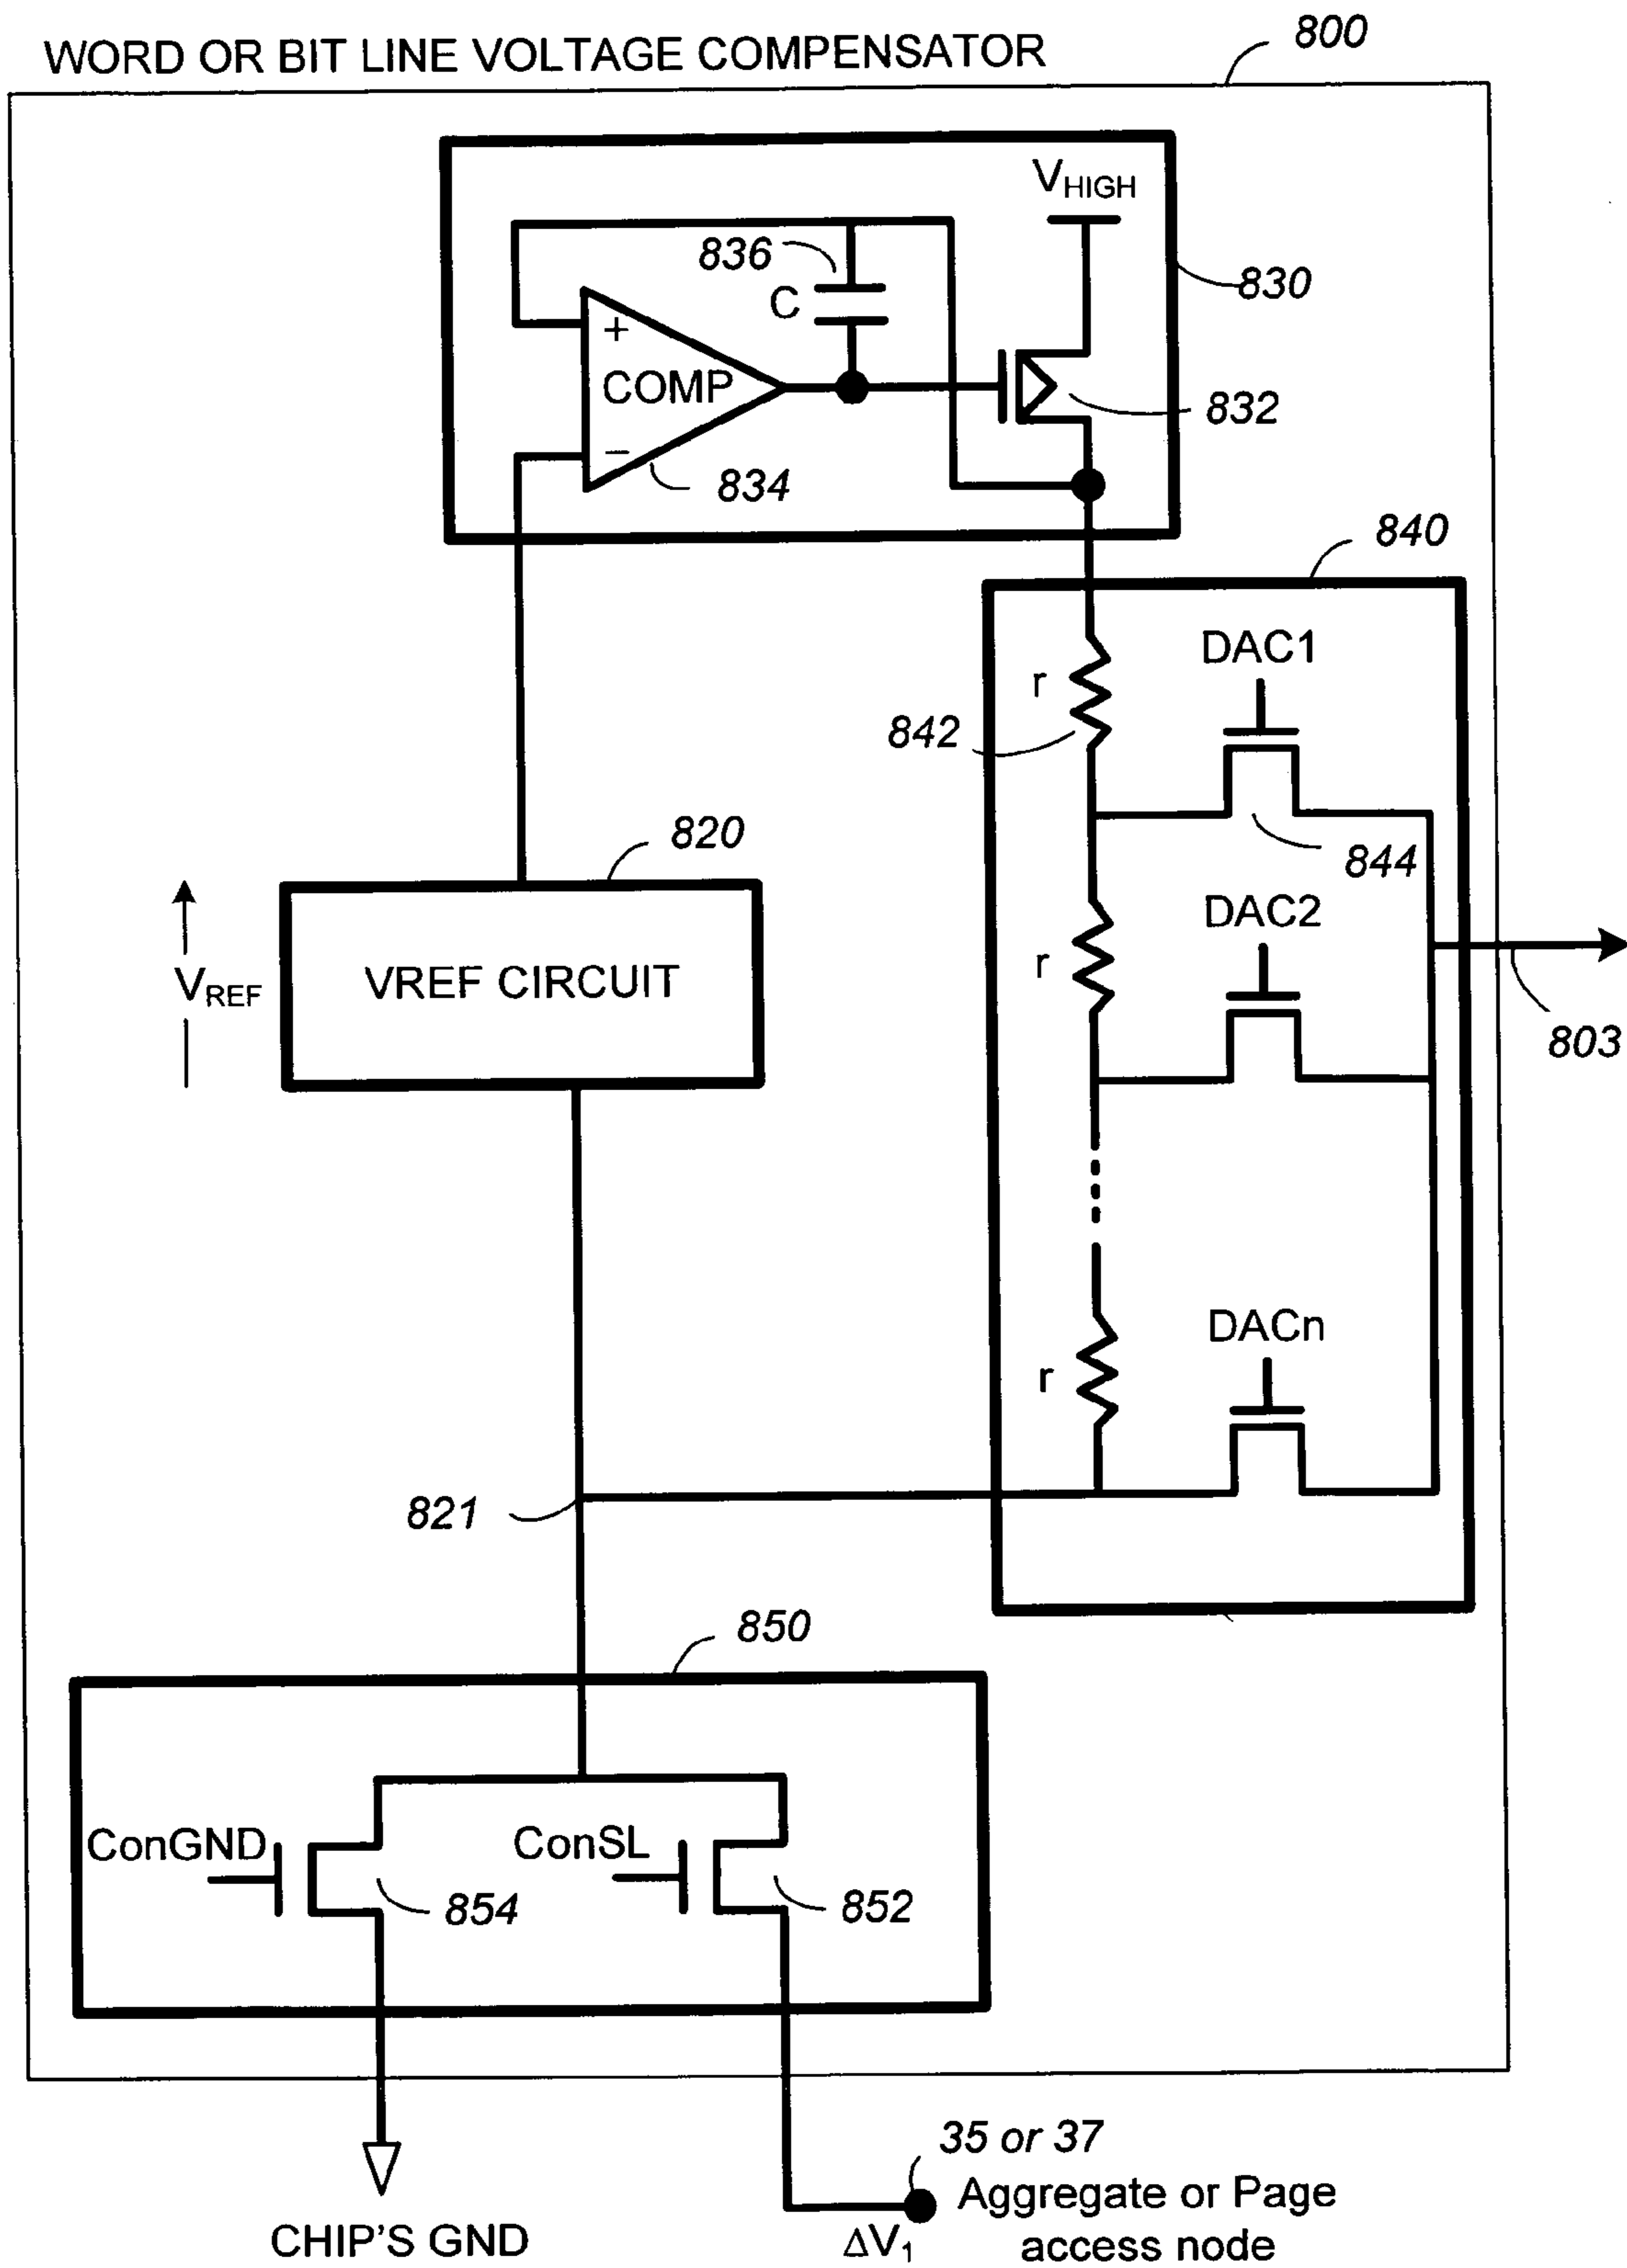 WORD OR BIT LINE VOLTAGE COMPENSATOR
800
VHIGH
836
C
830
+
COMP
−
832
834
840
DAC1
r
842
844
820
DAC2
VREF
VREF CIRCUIT
r
803
DACn
r
821
850
ConGND
ConSL
854
852
35 or 37
Aggregate or Page
access node
ΔV1
CHIP'S GND